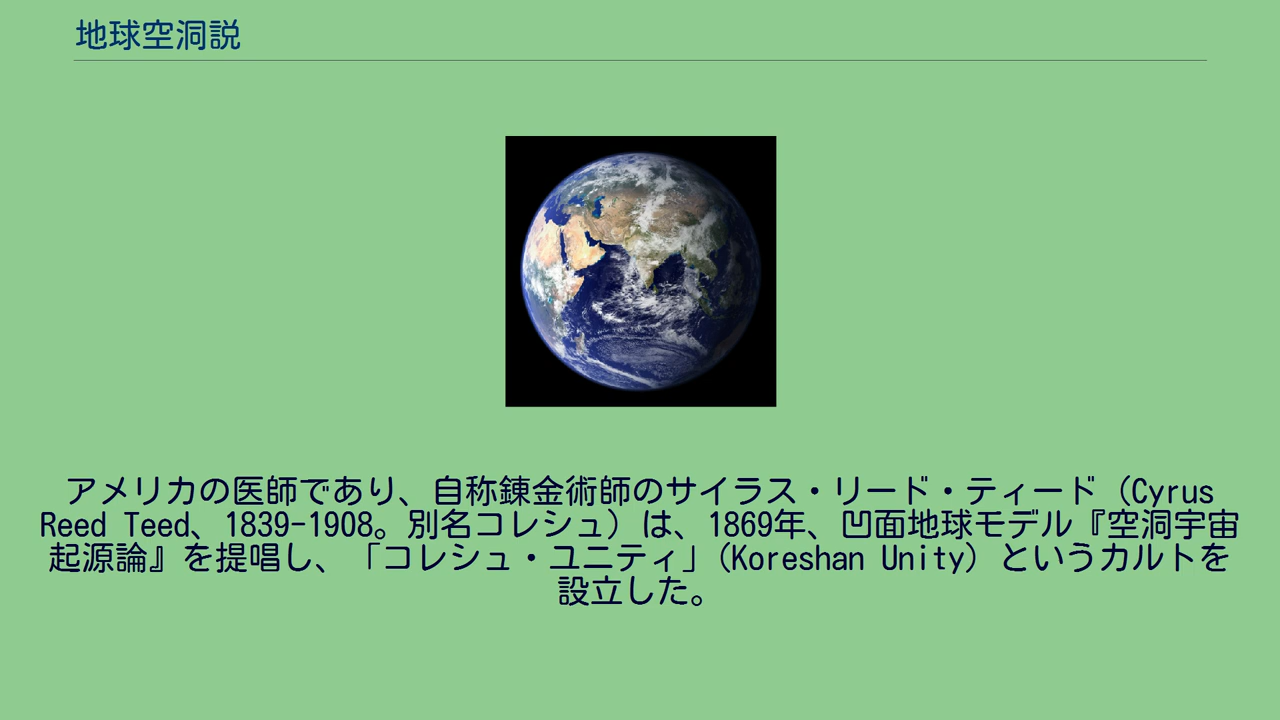 地球空洞説
アメリカの医師であり、自称錬金術師のサイラス・リード・ティード（Cyrus
Reed Teed、1839-1908。別名コレシュ）は、1869年、凹面地球モデル『空洞宇宙
起源論』を提唱し、「コレシュ・ユニティ」（Koreshan Unity）というカルトを
設立した。